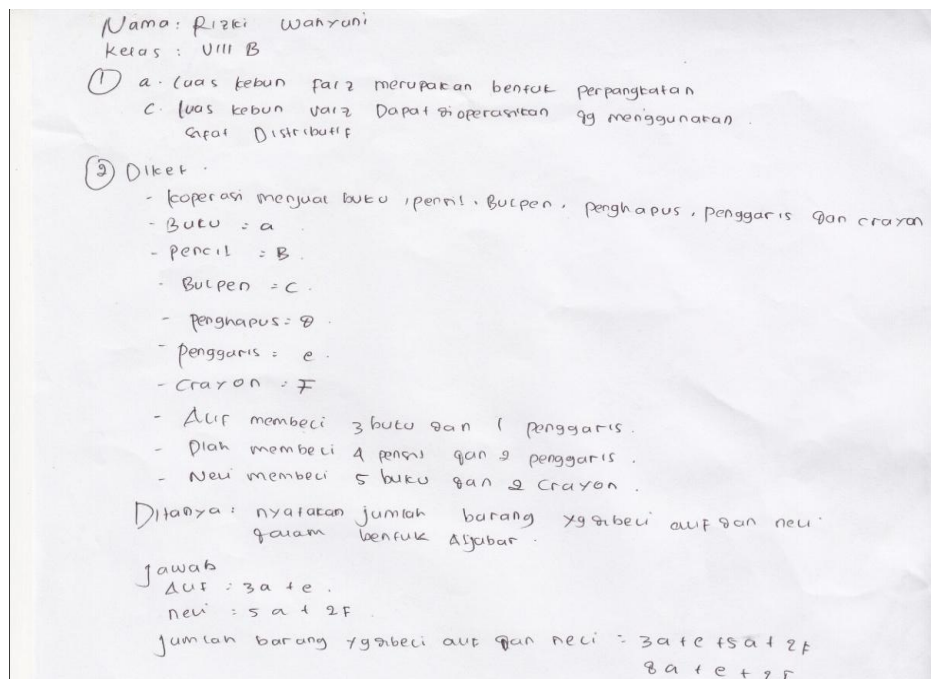 Nama : Rizki Wahyuni
Kelas : VIII B
① a. luas kebun faiz merupakan bentuk perpangkatan
c. luas kebun vaiz Dapat dioperasikan dg menggunakan
sifat Distributif
② Diket :
- koperasi menjual buku, pensil, Bulpen, penghapus, penggaris dan crayon
- Buku = a
- pencil = B.
- Bulpen = C.
- penghapus = d.
- penggaris = e.
- Crayon = F
- Alif membeli 3 buku dan 1 penggaris.
- Diah membeli 4 pensil dan 2 penggaris.
- Neli membeli 5 buku dan 2 Crayon.
Ditanya : nyatakan jumlah barang yg dibeli alif dan neli
dalam bentuk Aljabar.
Jawab
Alif : 3a + e.
neli : 5a + 2F
Jumlah barang yg dibeli alif dan neli = 3a + e + 5a + 2F
8a + e + 2F